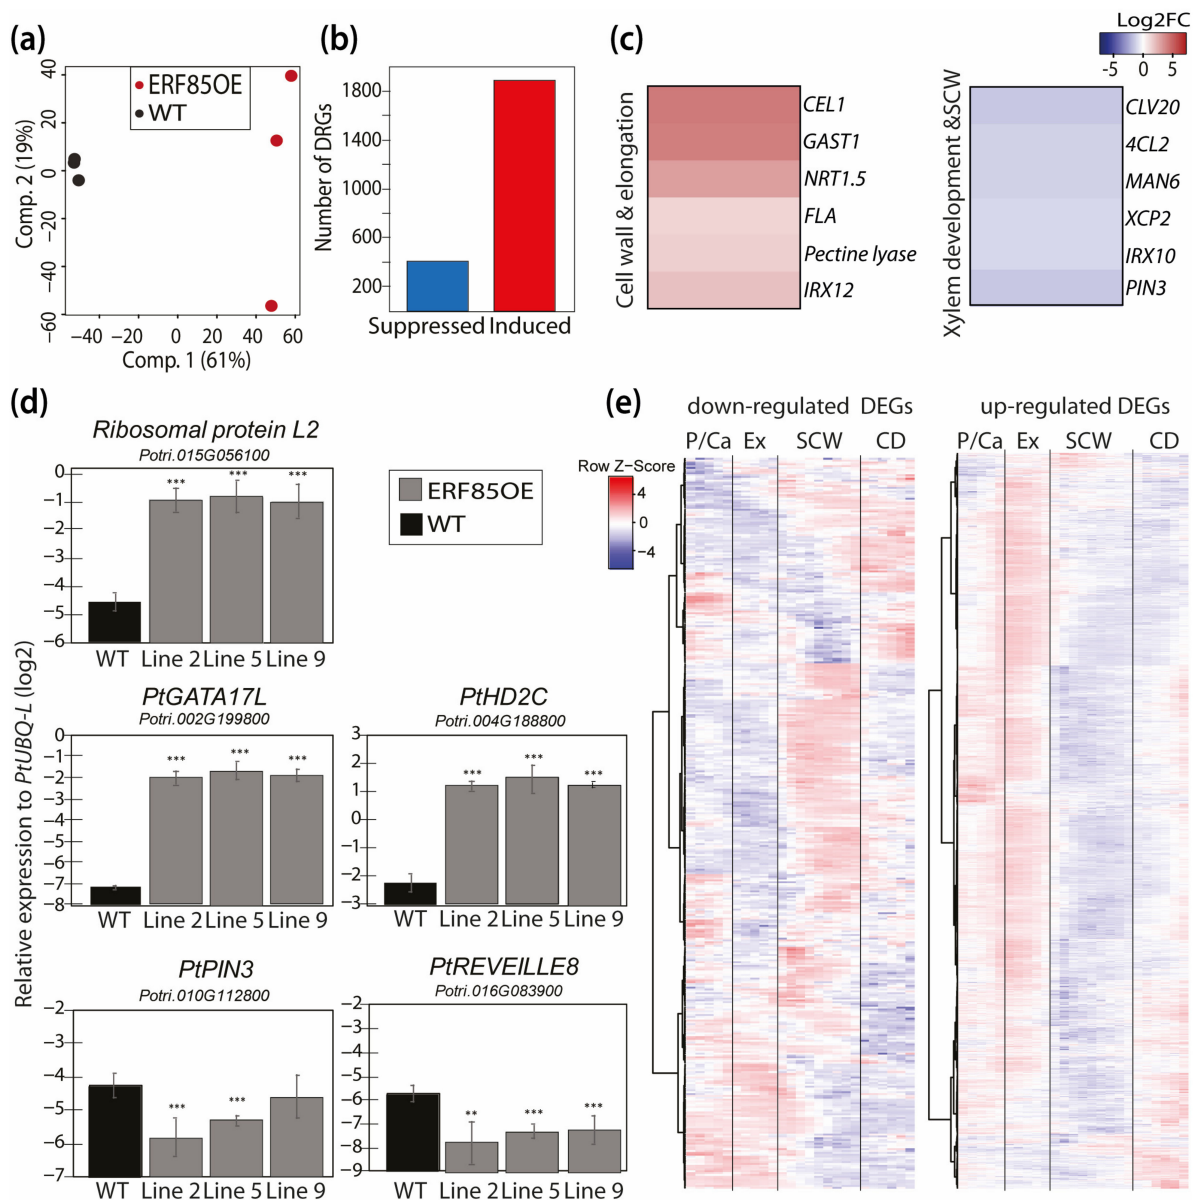 (a)
ERF85OE
WT
Comp. 2 (19%)
40
20
0
−20
−40
−60
−40 −20 0 20 40 60
Comp. 1 (61%)
(b)
Number of DRGs
1800
1400
1000
600
200
Suppressed Induced
(c)
Log2FC
-5 0 5
Cell wall & elongation
CEL1
GAST1
NRT1.5
FLA
Pectine lyase
IRX12
Xylem development &SCW
CLV20
4CL2
MAN6
XCP2
IRX10
PIN3
(d)
Relative expression to PtUBQ-L (log2)
Ribosomal protein L2
Potri.015G056100
0
−1
−2
−3
−4
−5
−6
*** *** ***
WT Line 2 Line 5 Line 9
ERF85OE
WT
PtGATA17L
Potri.002G199800
0
−1
−2
−3
−4
−5
−6
−7
−8
*** *** ***
WT Line 2 Line 5 Line 9
PtHD2C
Potri.004G188800
3
2
1
0
−1
−2
−3
*** *** ***
WT Line 2 Line 5 Line 9
PtPIN3
Potri.010G112800
−2
−3
−4
−5
−6
−7
*** ***
WT Line 2 Line 5 Line 9
PtREVEILLE8
Potri.016G083900
−2
−3
−4
−5
−6
−7
−8
−9
** *** ***
WT Line 2 Line 5 Line 9
(e)
down-regulated DEGs
P/Ca Ex SCW CD
Row Z−Score
4
0
−4
up-regulated DEGs
P/Ca Ex SCW CD